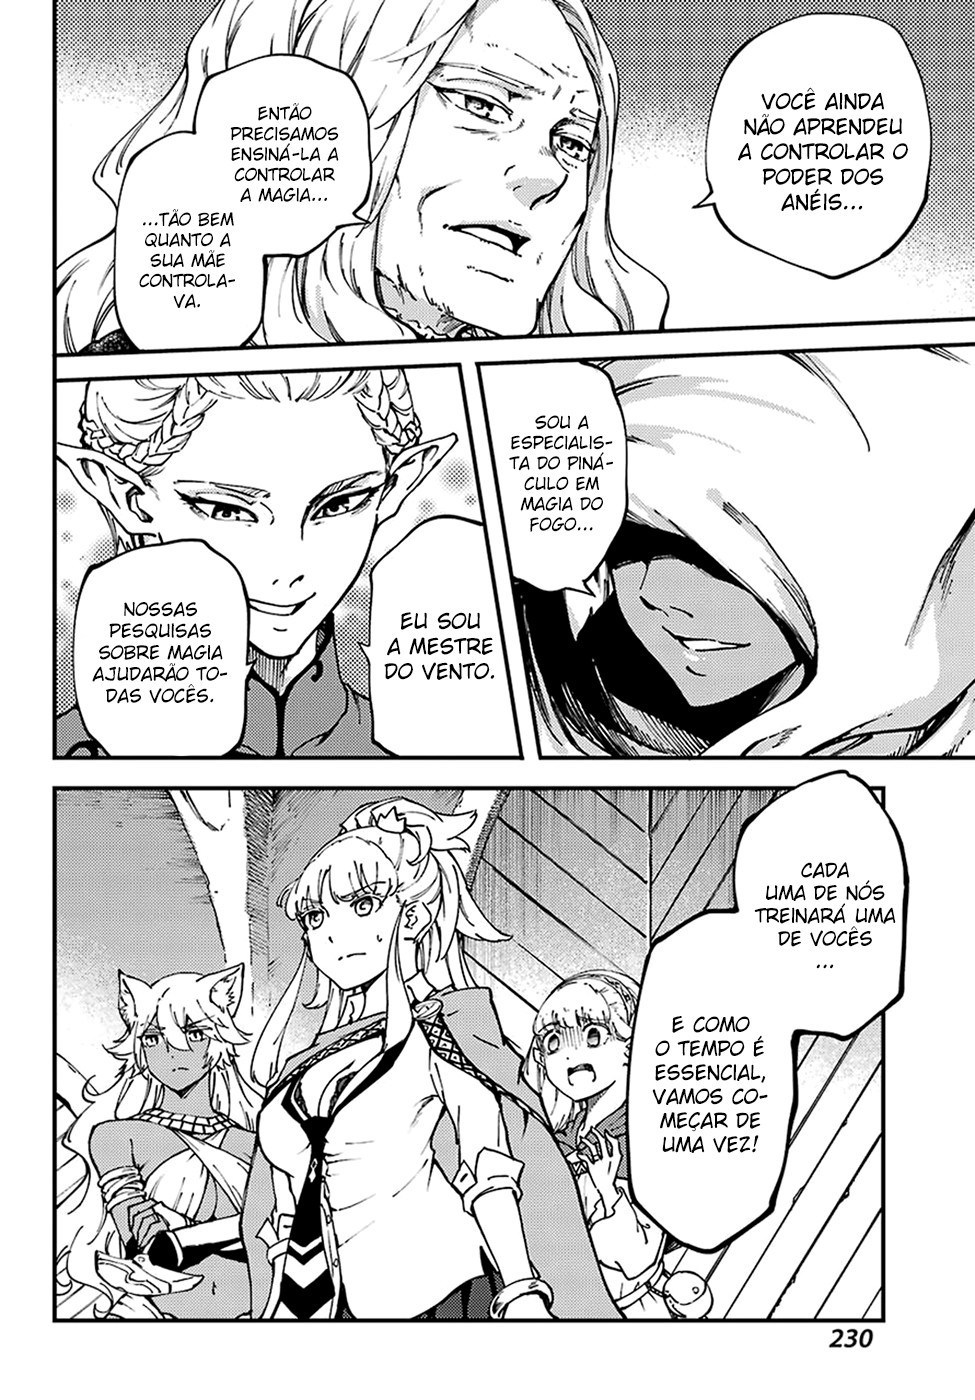 VOCÊ AINDA
NÃO APRENDEU
A CONTROLAR O
PODER DOS
ANÉIS...
ENTÃO
PRECISAMOS
ENSINÁ-LA A
CONTROLAR
A MAGIA...
...TÃO BEM
QUANTO A
SUA MÃE
CONTROLA-
VA.
SOU A
ESPECIALIS-
TA DO PINÁ-
CULO EM
MAGIA DO
FOGO...
EU SOU
A MESTRE
DO VENTO.
NOSSAS
PESQUISAS
SOBRE MAGIA
AJUDARÃO TO-
DAS VOCÊS.
CADA
UMA DE NÓS
TREINARÁ UMA
DE VOCÊS
...
E COMO
O TEMPO É
ESSENCIAL,
VAMOS CO-
MEÇAR DE
UMA VEZ!
230